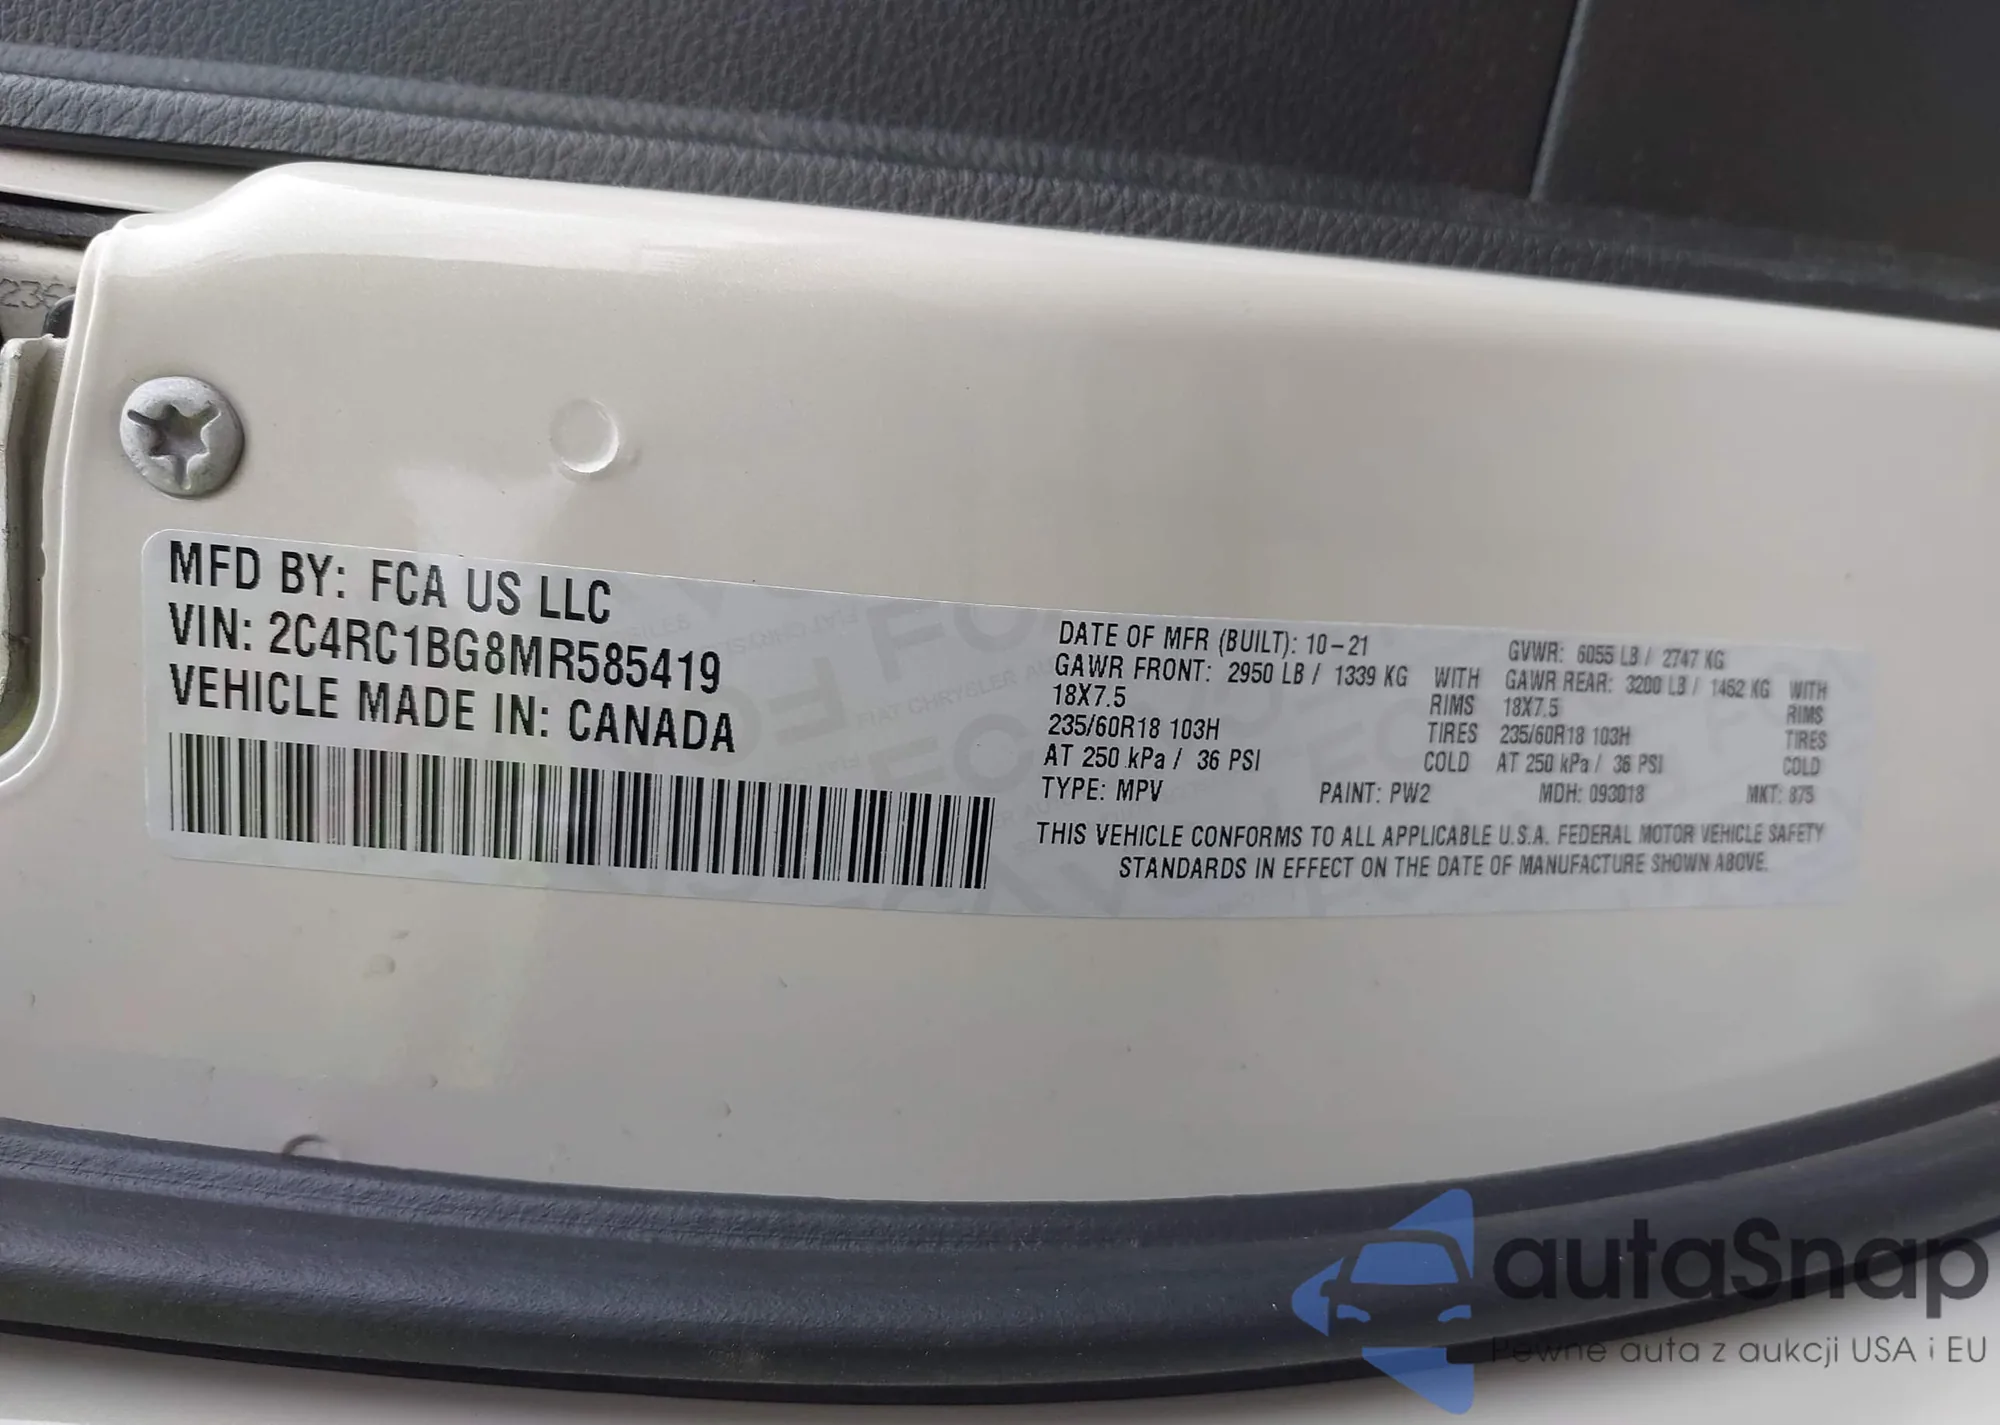 MFD BY: FCA US LLC
VIN: 2C4RC1BG8MR585419
VEHICLE MADE IN: CANADA
DATE OF MFR (BUILT): 10-21 GVWR: 6055 LB / 2747 KG
GAWR FRONT: 2950 LB / 1339 KG WITH GAWR REAR: 3200 LB / 1452 KG WITH
18X7.5 RIMS 18X7.5 RIMS
235/60R18 103H TIRES 235/60R18 103H TIRES
AT 250 kPa / 36 PSI COLD AT 250 kPa / 36 PSI COLD
TYPE: MPV PAINT: PW2 MDH: 093018 MKT: 875
THIS VEHICLE CONFORMS TO ALL APPLICABLE U.S.A. FEDERAL MOTOR VEHICLE SAFETY
STANDARDS IN EFFECT ON THE DATE OF MANUFACTURE SHOWN ABOVE.
autaSnap
Pewne auta z aukcji USA i EU